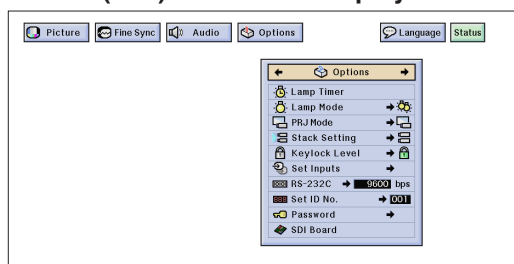 Picture Fine Sync Audio Options Language Status
Options
Lamp Timer
Lamp Mode
PRJ Mode
Stack Setting
Keylock Level
Set Inputs
RS-232C 9600 bps
Set ID No. 001
Password
SDI Board